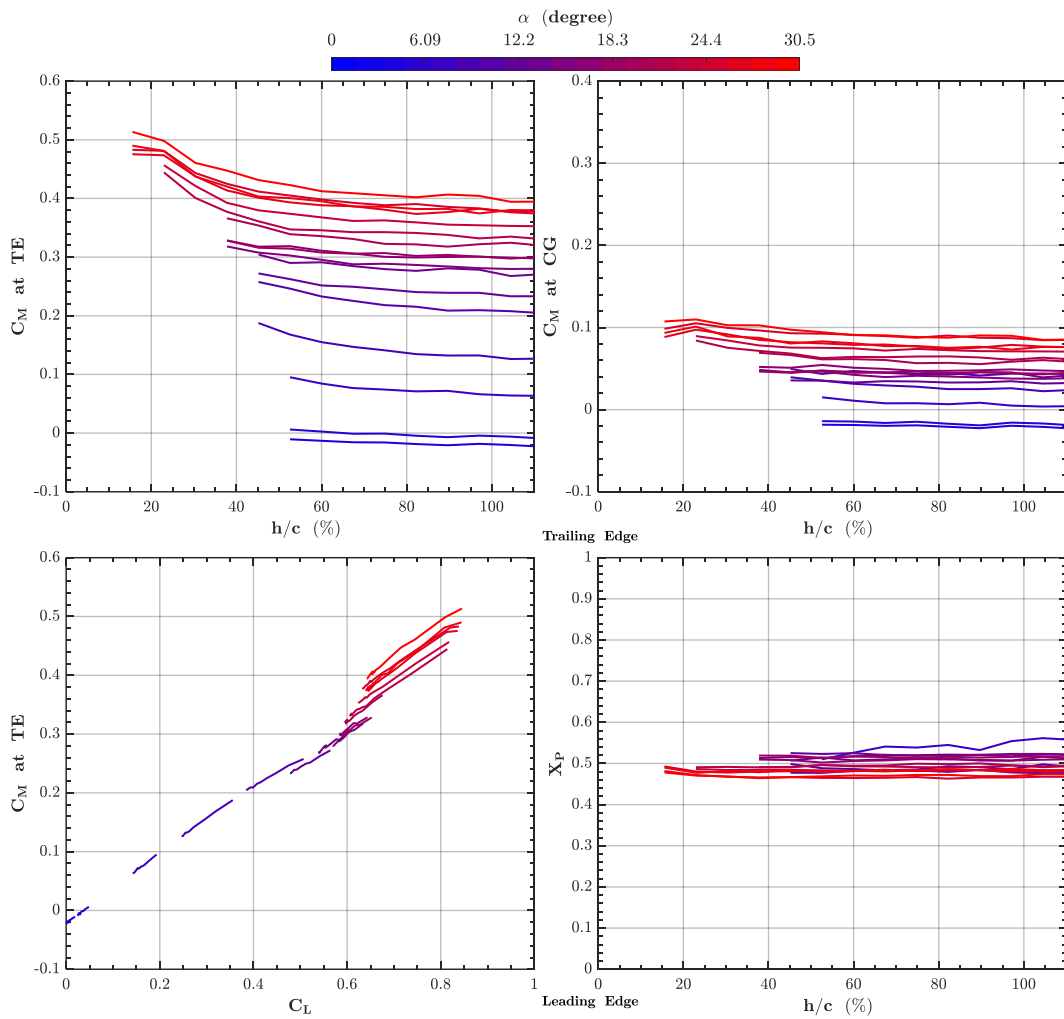 α (degree)
0 6.09 12.2 18.3 24.4 30.5
0.6
0.5
0.4
0.3
0.2
0.1
0
-0.1
C_M at TE
0 20 40 60 80 100
h/c (%)
0.4
0.3
0.2
0.1
0
-0.1
C_M at CG
0 20 40 60 80 100
h/c (%)
Trailing Edge
0.6
0.5
0.4
0.3
0.2
0.1
0
-0.1
C_M at TE
0 0.2 0.4 0.6 0.8 1
C_L
1
0.9
0.8
0.7
0.6
0.5
0.4
0.3
0.2
0.1
0
X_P
Leading Edge
0 20 40 60 80 100
h/c (%)